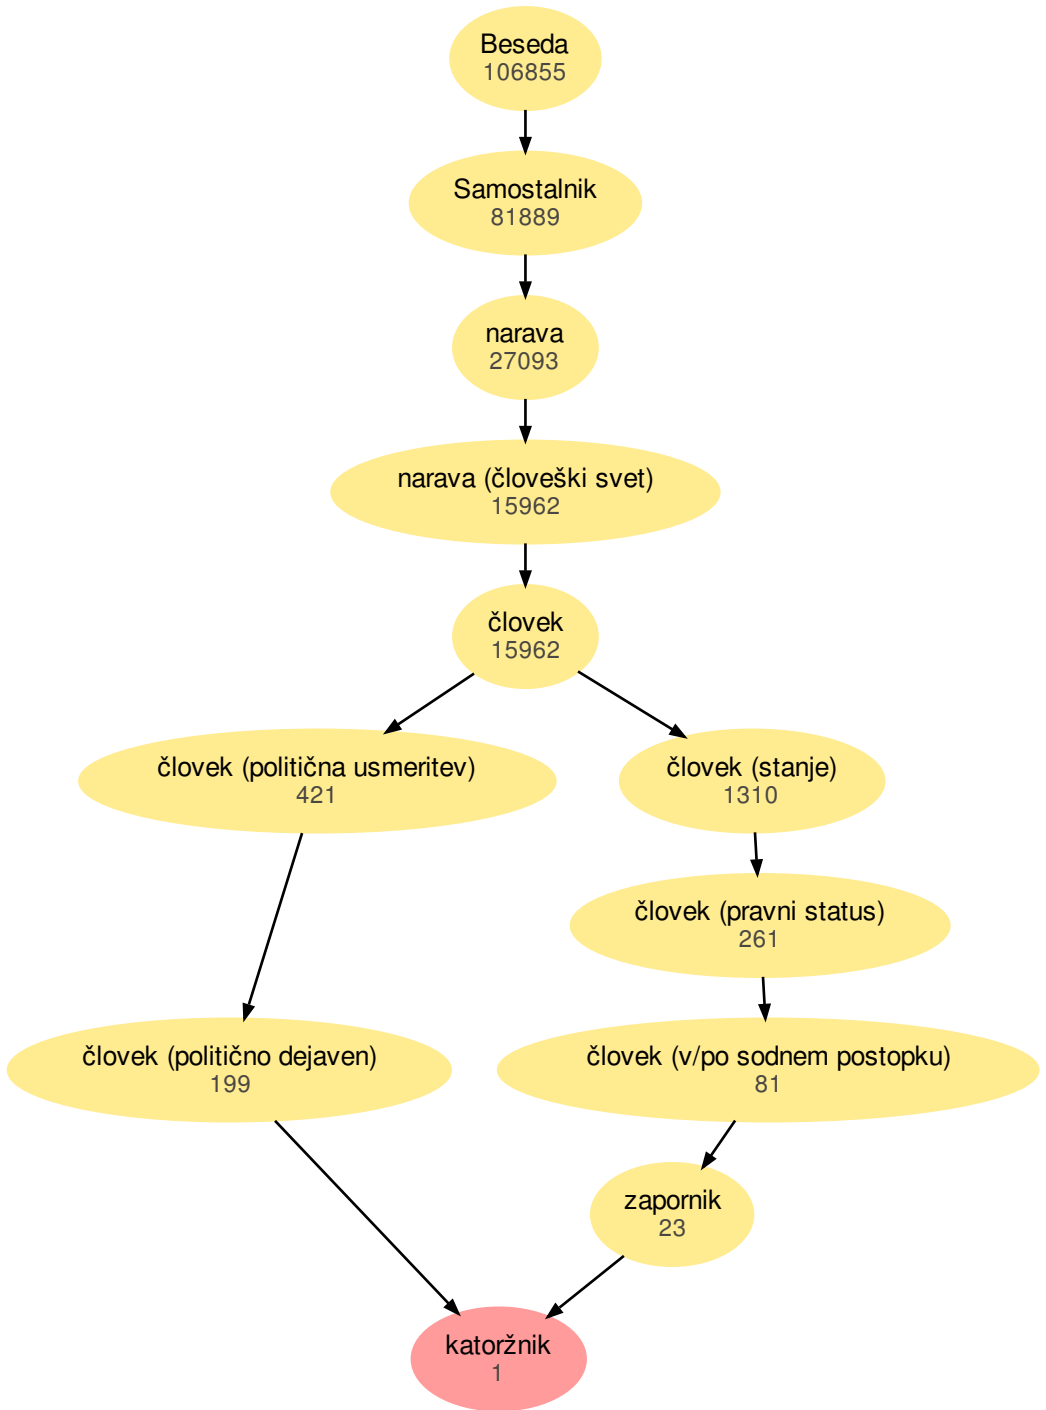 Beseda
106855
Samostalnik
81889
narava
27093
narava (človeški svet)
15962
človek
15962
človek (politična usmeritev)
421
človek (stanje)
1310
človek (pravni status)
261
človek (politično dejaven)
199
človek (v/po sodnem postopku)
81
zapornik
23
katoržnik
1